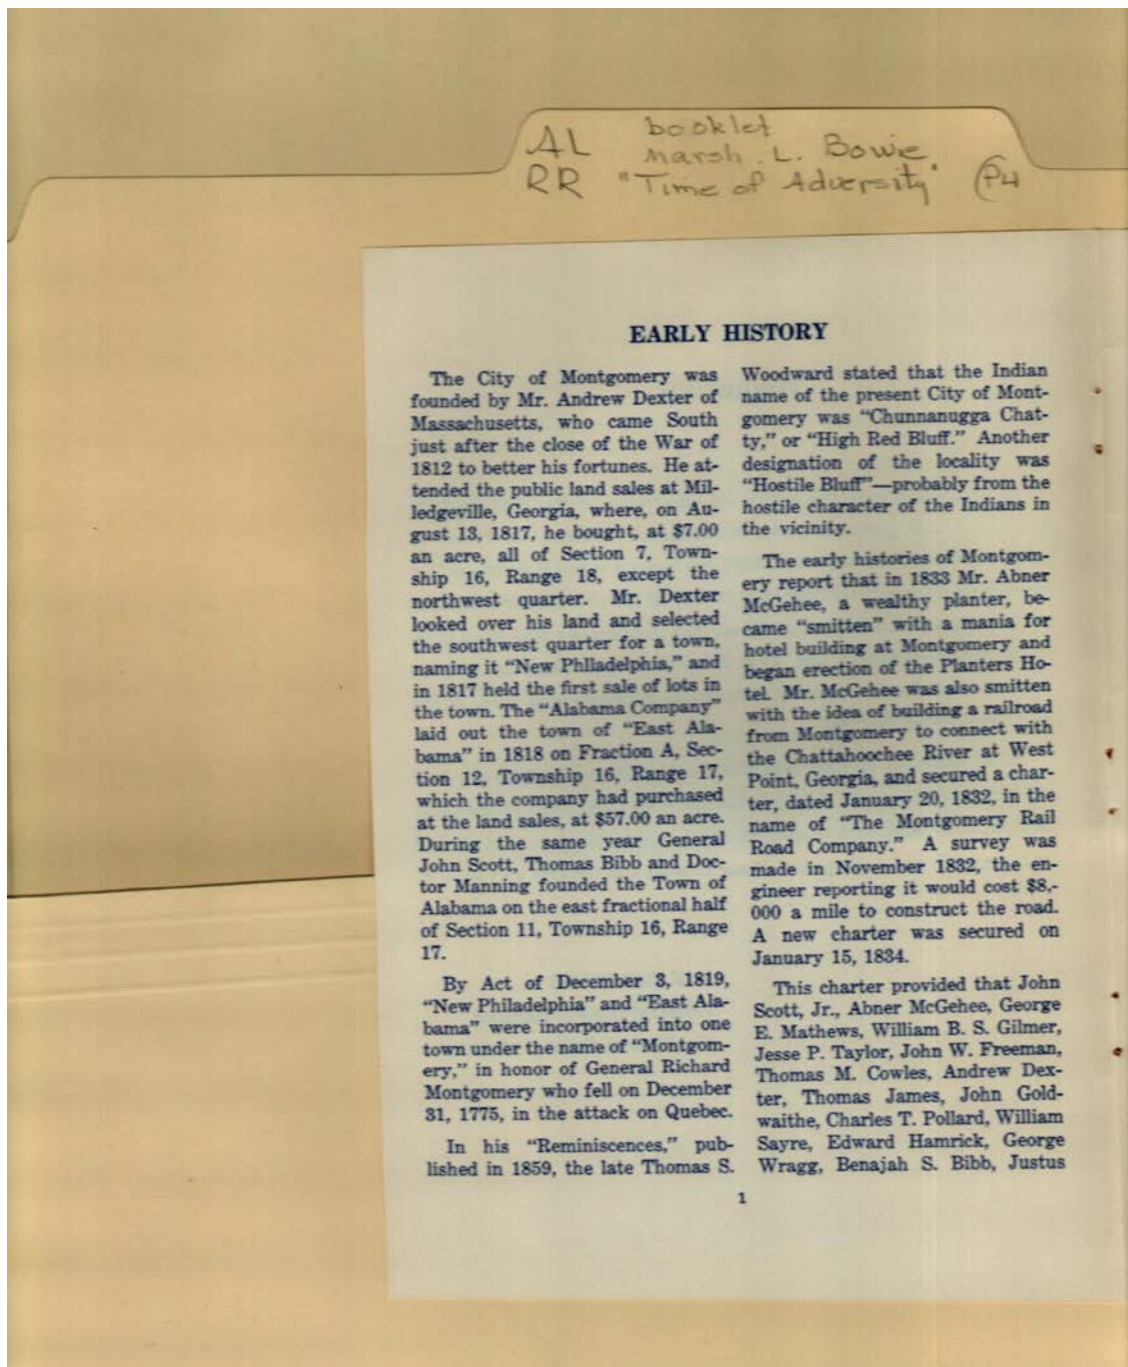 AL
RR
booklet
Marsh. L. Bowie
"Time of Adversity"
P4
EARLY HISTORY
The City of Montgomery was
founded by Mr. Andrew Dexter of
Massachusetts, who came South
just after the close of the War of
1812 to better his fortunes. He at-
tended the public land sales at Mil-
ledgeville, Georgia, where, on Au-
gust 13, 1817, he bought, at $7.00
an acre, all of Section 7, Town-
ship 16, Range 18, except the
northwest quarter. Mr. Dexter
looked over his land and selected
the southwest quarter for a town,
naming it "New Philadelphia," and
in 1817 held the first sale of lots in
the town. The "Alabama Company"
laid out the town of "East Ala-
bama" in 1818 on Fraction A, Sec-
tion 12, Township 16, Range 17,
which the company had purchased
at the land sales, at $57.00 an acre.
During the same year General
John Scott, Thomas Bibb and Doc-
tor Manning founded the Town of
Alabama on the east fractional half
of Section 11, Township 16, Range
17.
By Act of December 3, 1819,
"New Philadelphia" and "East Ala-
bama" were incorporated into one
town under the name of "Montgom-
ery," in honor of General Richard
Montgomery who fell on December
31, 1775, in the attack on Quebec.
In his "Reminiscences," pub-
lished in 1859, the late Thomas S.
Woodward stated that the Indian
name of the present City of Mont-
gomery was "Chunnanugga Chat-
ty," or "High Red Bluff." Another
designation of the locality was
"Hostile Bluff"—probably from the
hostile character of the Indians in
the vicinity.
The early histories of Montgom-
ery report that in 1833 Mr. Abner
McGehee, a wealthy planter, be-
came "smitten" with a mania for
hotel building at Montgomery and
began erection of the Planters Ho-
tel. Mr. McGehee was also smitten
with the idea of building a railroad
from Montgomery to connect with
the Chattahoochee River at West
Point, Georgia, and secured a char-
ter, dated January 20, 1832, in the
name of "The Montgomery Rail
Road Company." A survey was
made in November 1832, the en-
gineer reporting it would cost $8,-
000 a mile to construct the road.
A new charter was secured on
January 15, 1834.
This charter provided that John
Scott, Jr., Abner McGehee, George
E. Mathews, William B. S. Gilmer,
Jesse P. Taylor, John W. Freeman,
Thomas M. Cowles, Andrew Dex-
ter, Thomas James, John Gold-
waithe, Charles T. Pollard, William
Sayre, Edward Hamrick, George
Wragg, Benajah S. Bibb, Justus
1